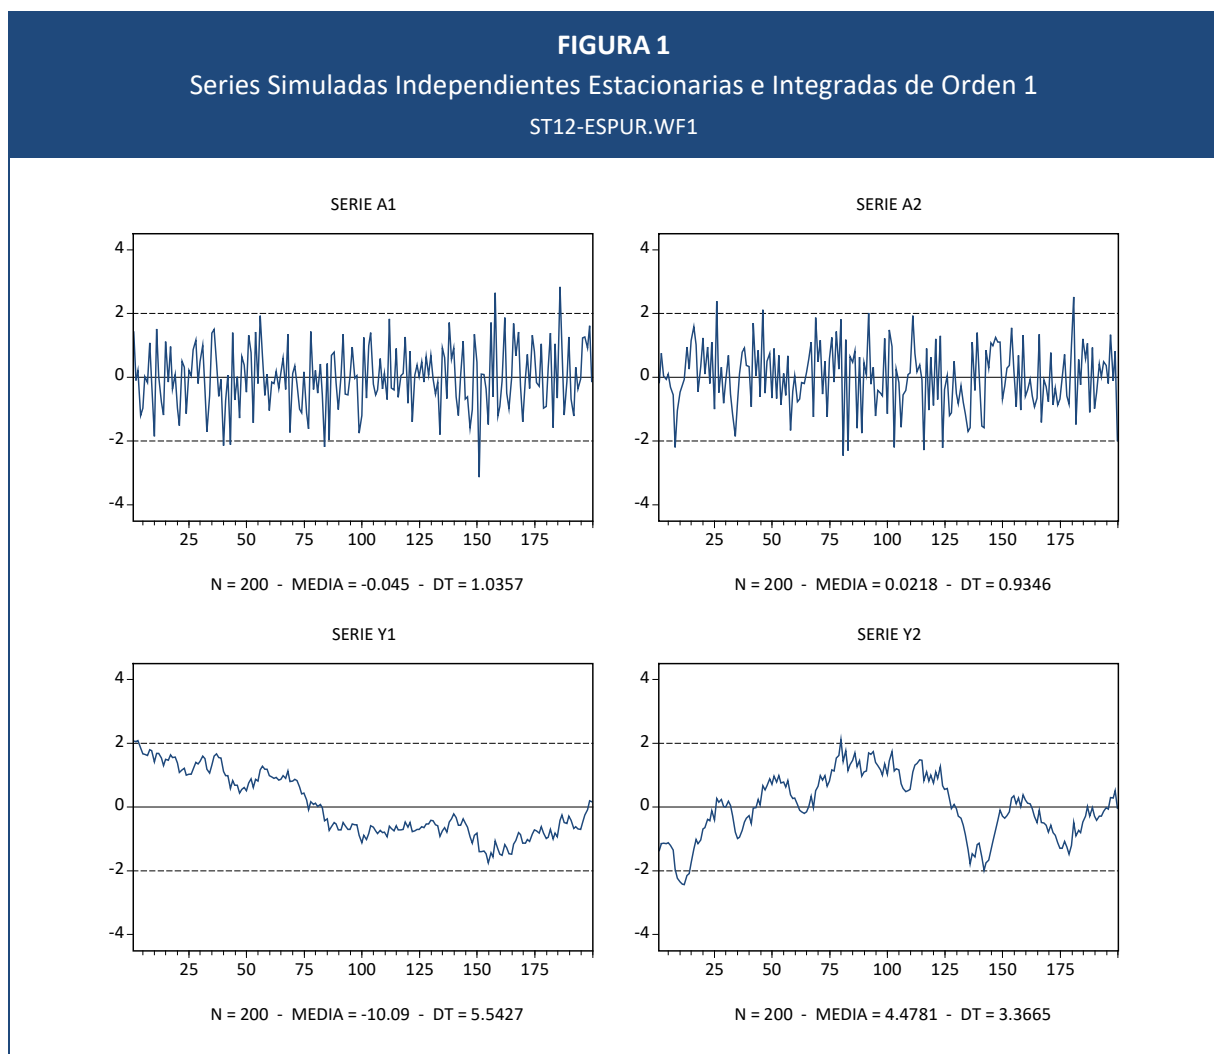 FIGURA 1
Series Simuladas Independientes Estacionarias e Integradas de Orden 1
ST12-ESPUR.WF1
SERIE A1
4
2
0
-2
-4
25 50 75 100 125 150 175
N = 200 - MEDIA = -0.045 - DT = 1.0357
SERIE A2
4
2
0
-2
-4
25 50 75 100 125 150 175
N = 200 - MEDIA = 0.0218 - DT = 0.9346
SERIE Y1
4
2
0
-2
-4
25 50 75 100 125 150 175
N = 200 - MEDIA = -10.09 - DT = 5.5427
SERIE Y2
4
2
0
-2
-4
25 50 75 100 125 150 175
N = 200 - MEDIA = 4.4781 - DT = 3.3665